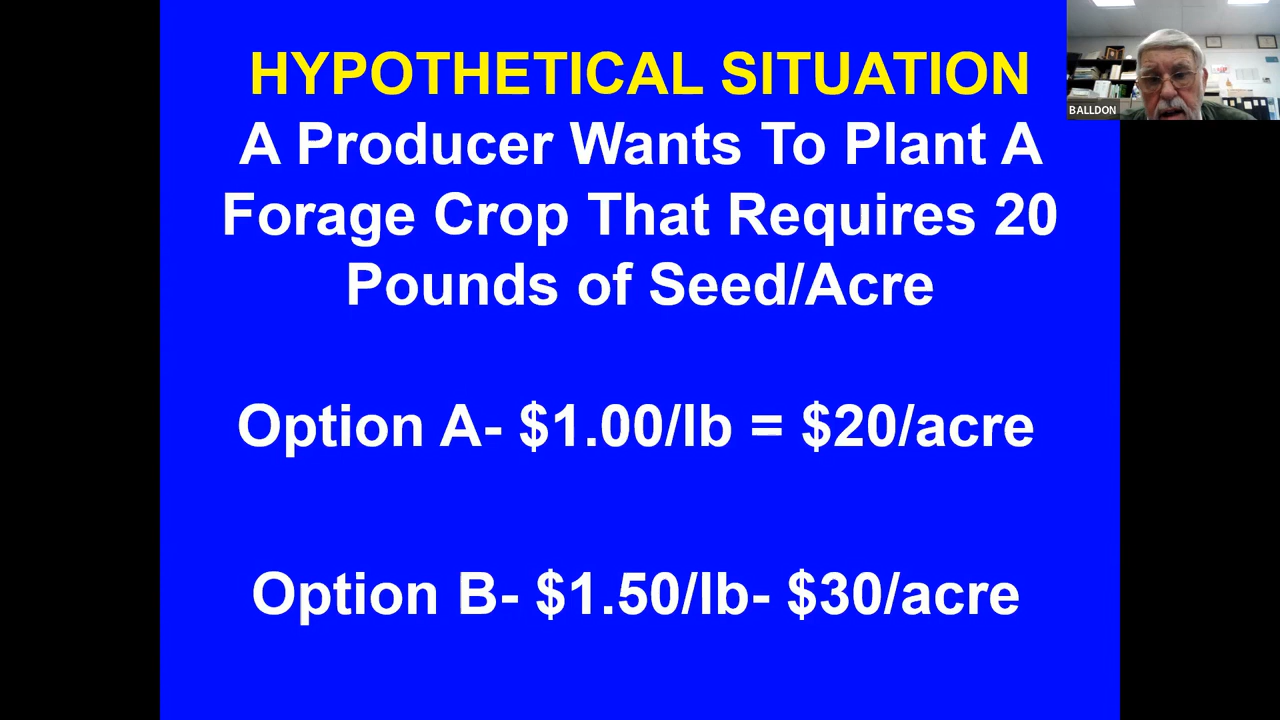 HYPOTHETICAL SITUATION
A Producer Wants To Plant A
Forage Crop That Requires 20
Pounds of Seed/Acre
Option A- $1.00/lb = $20/acre
Option B- $1.50/lb- $30/acre
BALLDON